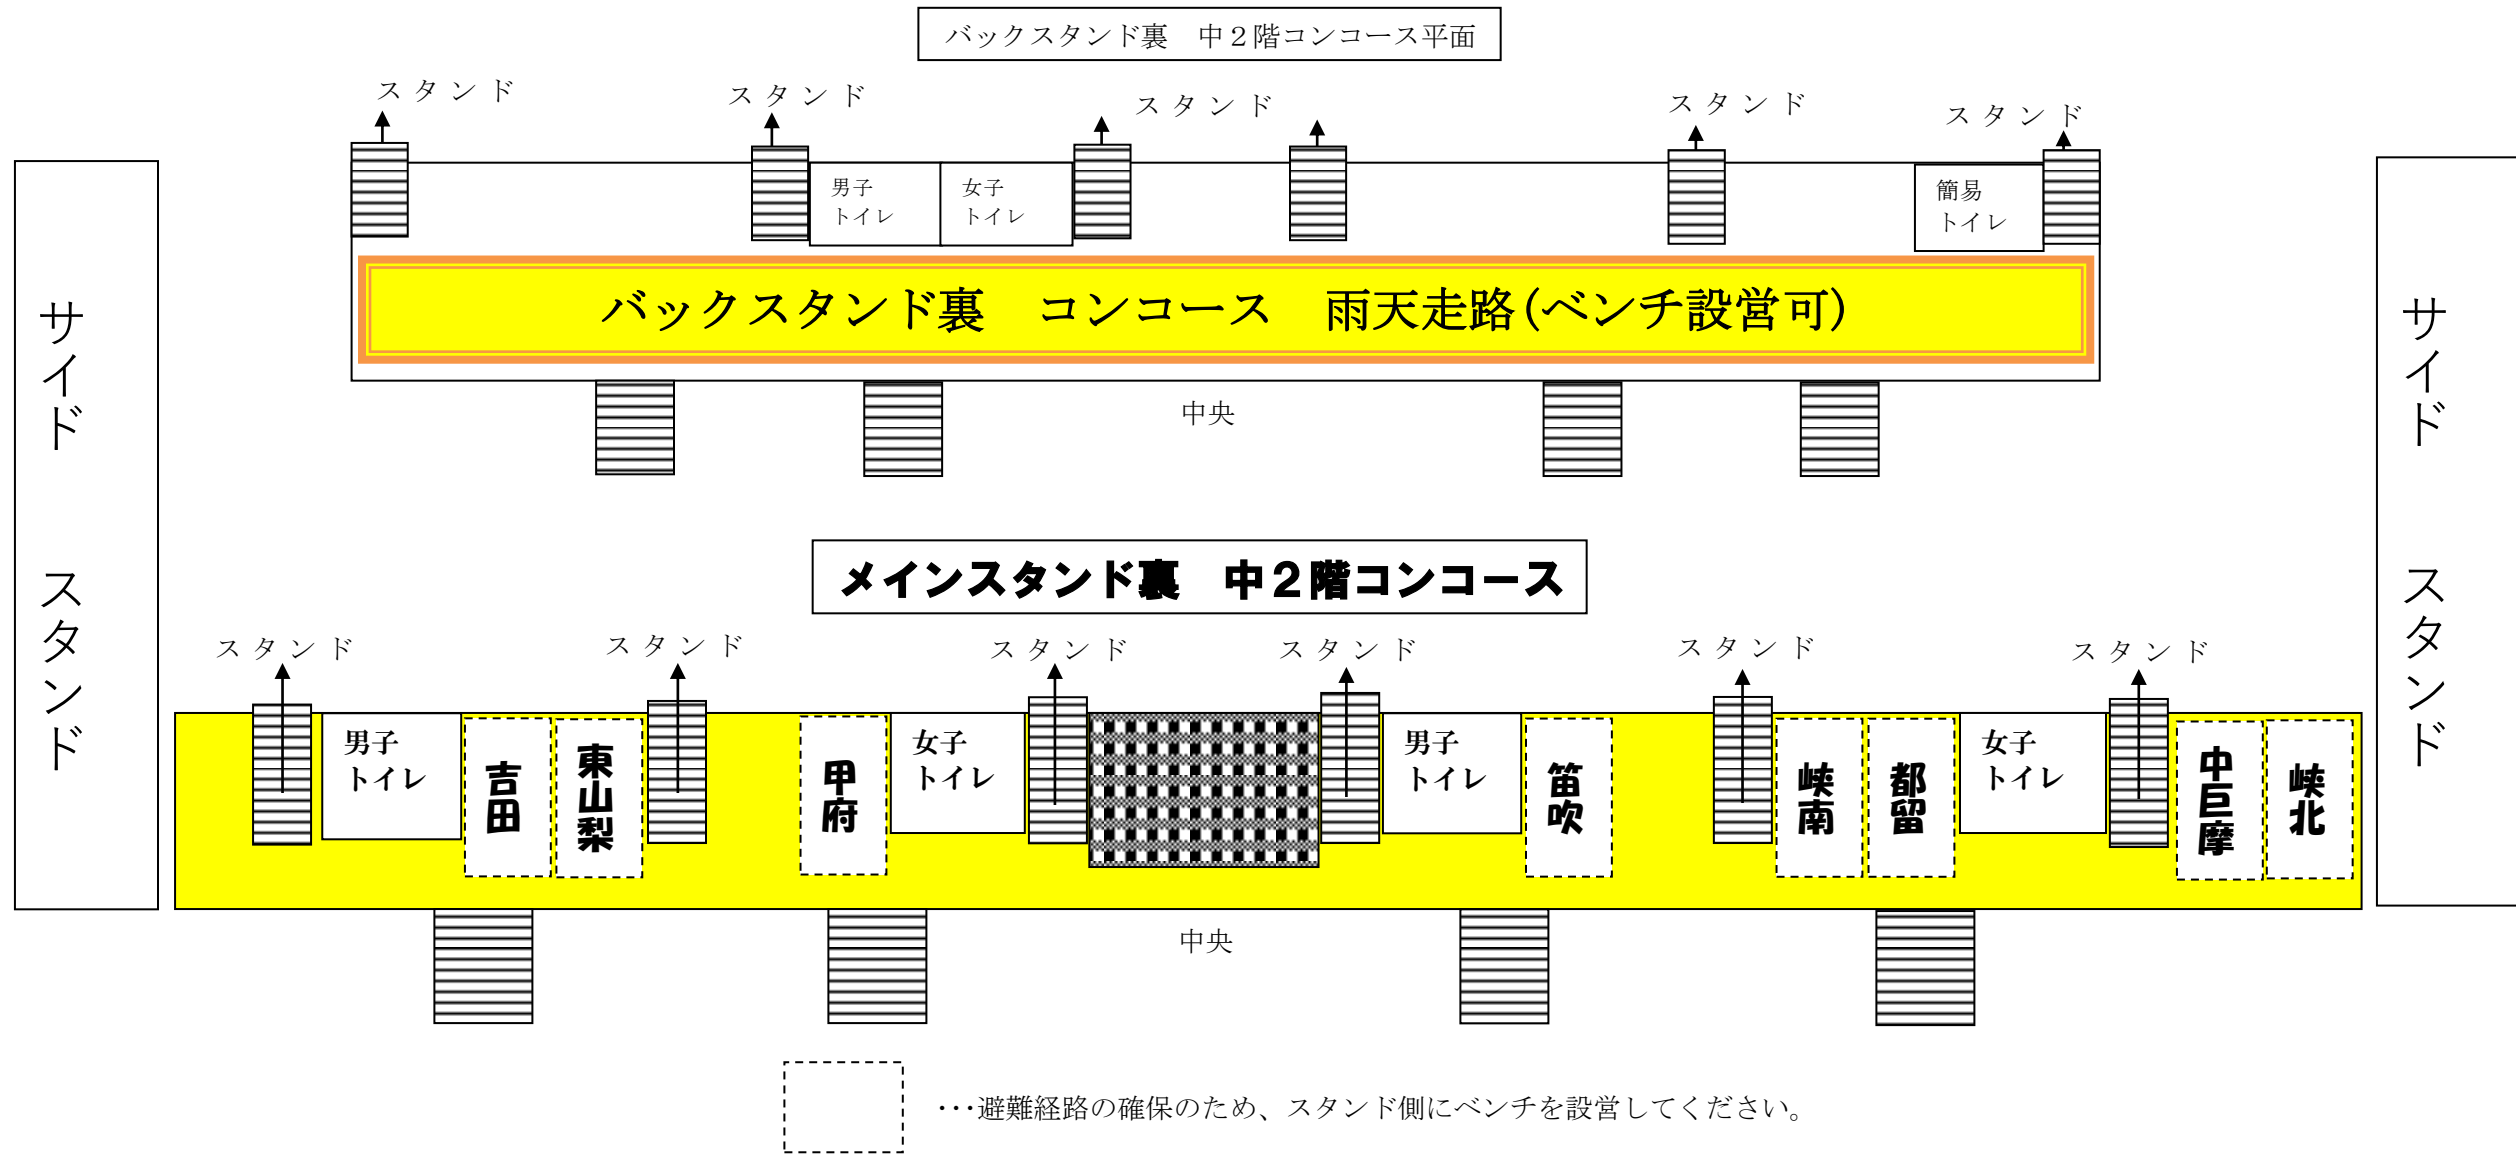 バックスタンド裏　中２階コンコース平面
スタンド
スタンド
スタンド
スタンド
スタンド
男子
トイレ
女子
トイレ
簡易
トイレ
バックスタンド裏　コンコース　雨天走路(ベンチ設営可)
中央
サイド　スタンド
サイド　スタンド
メインスタンド裏　中２階コンコース
スタンド
スタンド
スタンド
スタンド
スタンド
スタンド
男子
トイレ
吉田
東山梨
甲府
女子
トイレ
男子
トイレ
笛吹
峡南
都留
女子
トイレ
中巨摩
峡北
中央
･･･避難経路の確保のため、スタンド側にベンチを設営してください。